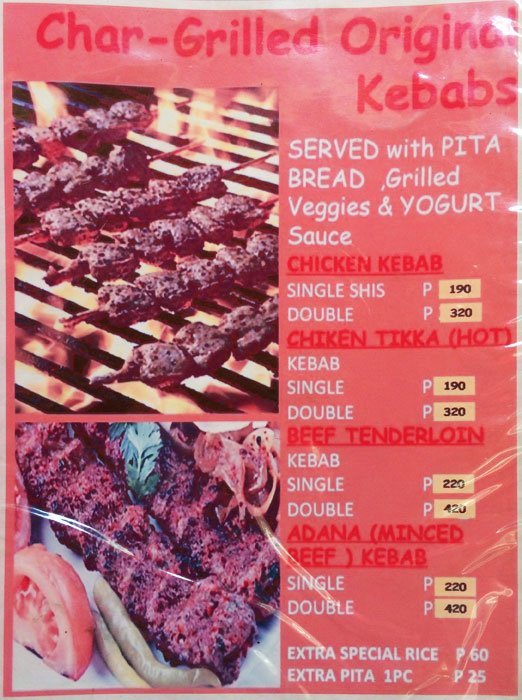 Char-Grilled Original
Kebabs
SERVED with PITA
BREAD ,Grilled
Veggies & YOGURT
Sauce
CHICKEN KEBAB
SINGLE SHIS P 190
DOUBLE P 320
CHIKEN TIKKA (HOT)
KEBAB
SINGLE P 190
DOUBLE P 320
BEEF TENDERLOIN
KEBAB
SINGLE P 220
DOUBLE P 420
ADANA (MINCED
BEEF ) KEBAB
SINGLE P 220
DOUBLE P 420
EXTRA SPECIAL RICE P 60
EXTRA PITA 1PC P 25